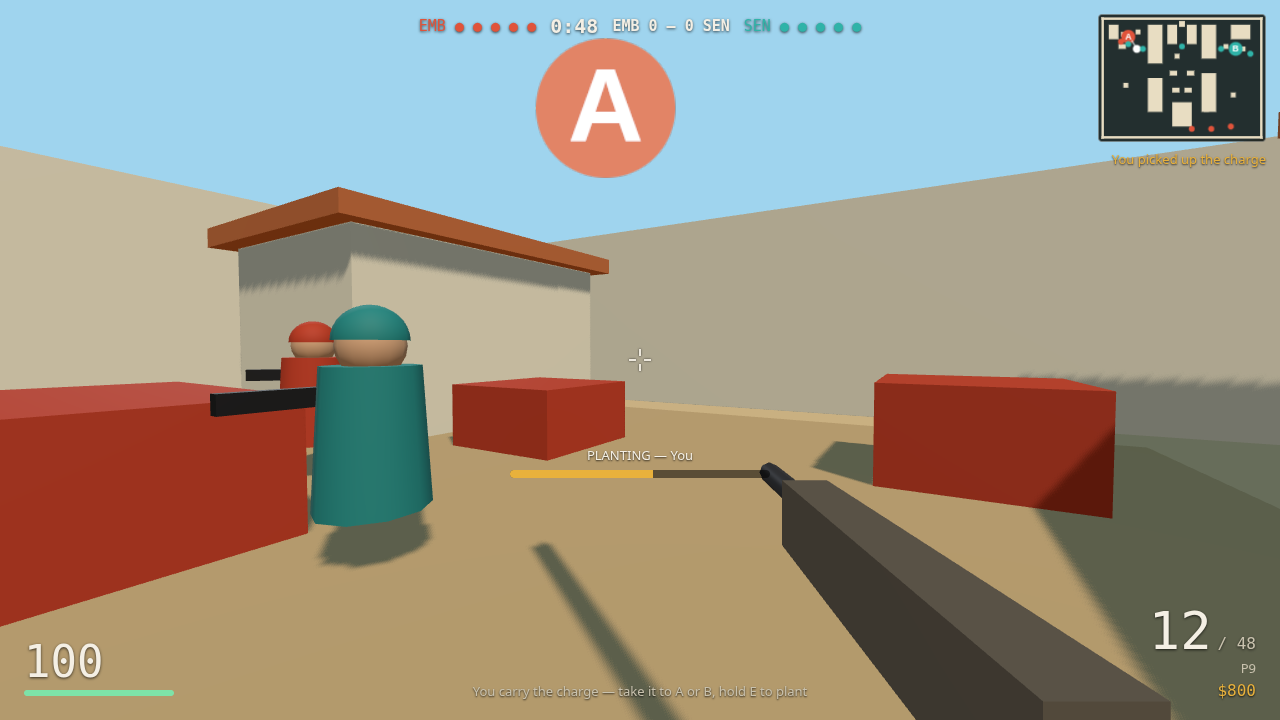 EMB 0:48 EMB 0 — 0 SEN SEN
A
A
B
You picked up the charge
PLANTING — You
100
12 / 48
P9
$800
You carry the charge — take it to A or B, hold E to plant